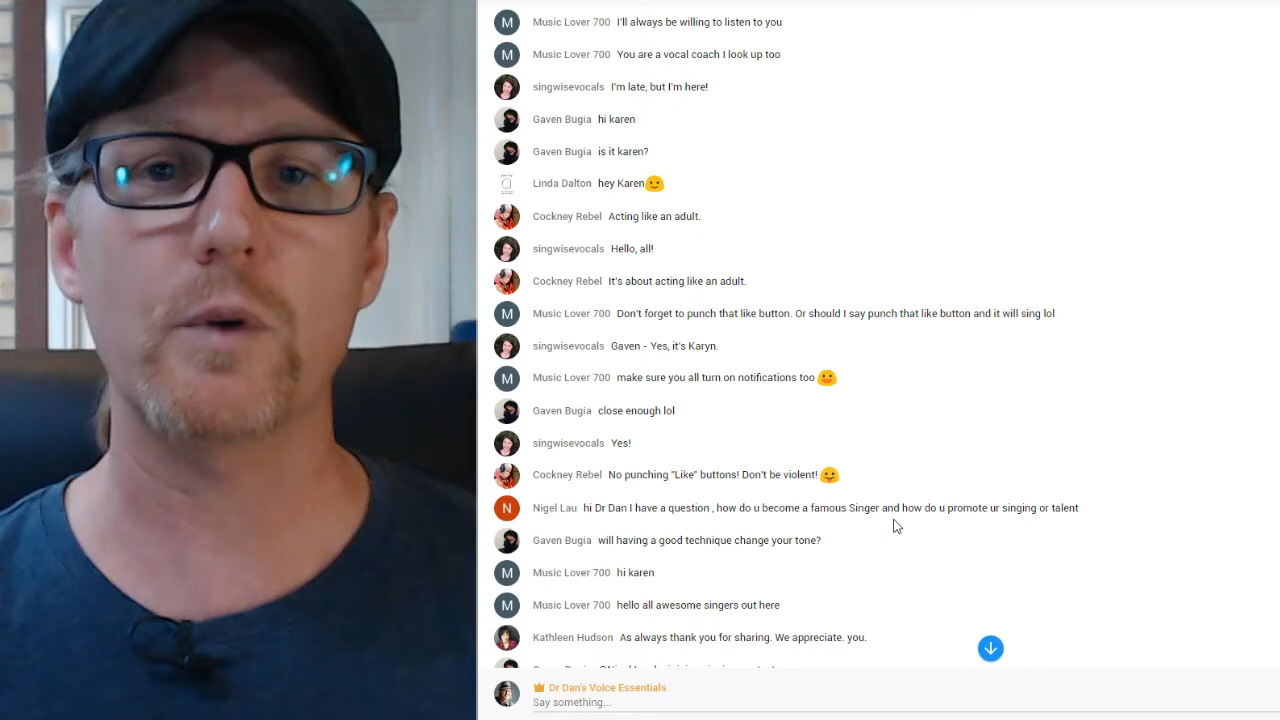 M Music Lover 700 I'll always be willing to listen to you
M Music Lover 700 You are a vocal coach I look up too
singwisevocals I'm late, but I'm here!
Gaven Bugia hi karen
Gaven Bugia is it karen?
Linda Dalton hey Karen
Cockney Rebel Acting like an adult.
singwisevocals Hello, all!
Cockney Rebel It's about acting like an adult.
M Music Lover 700 Don't forget to punch that like button. Or should I say punch that like button and it will sing lol
singwisevocals Gaven - Yes, it's Karyn.
M Music Lover 700 make sure you all turn on notifications too
Gaven Bugia close enough lol
singwisevocals Yes!
Cockney Rebel No punching "Like" buttons! Don't be violent!
N Nigel Lau hi Dr Dan I have a question , how do u become a famous Singer and how do u promote ur singing or talent
Gaven Bugia will having a good technique change your tone?
M Music Lover 700 hi karen
M Music Lover 700 hello all awesome singers out here
Kathleen Hudson As always thank you for sharing. We appreciate. you.
Dr Dan's Voice Essentials
Say something...